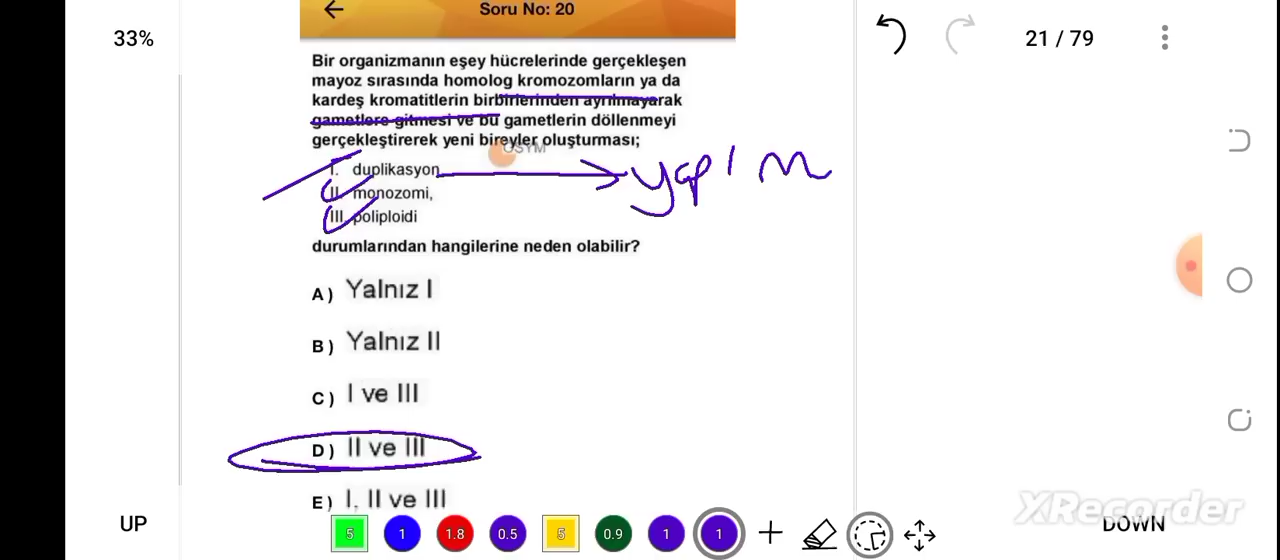 33%
Soru No: 20
21 / 79
Bir organizmanın eşey hücrelerinde gerçekleşen
mayoz sırasında homolog kromozomların ya da
kardeş kromatitlerin birbirlerinden ayrılmayarak
gametlere gitmesi ve bu gametlerin döllenmeyi
gerçekleştirerek yeni bireyler oluşturması;
ÖSYM
I. duplikasyon
yapı m
II. monozomi,
III. poliploidi
durumlarından hangilerine neden olabilir?
A) Yalnız I
B) Yalnız II
C) I ve III
D) II ve III
E) I, II ve III
UP
5 1 1.8 0.5 5 0.9 1 1
XRecorder
DOWN